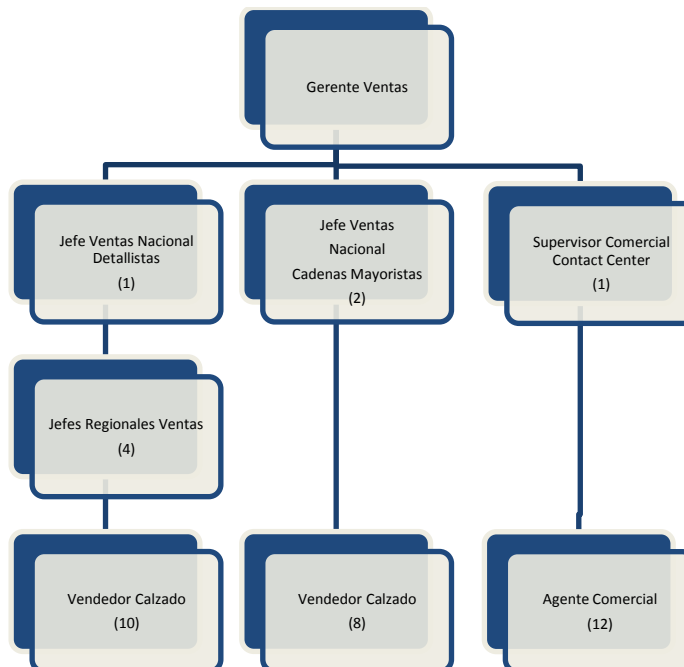 Gerente Ventas
Jefe Ventas Nacional
Detallistas
(1)
Jefe Ventas
Nacional
Cadenas Mayoristas
(2)
Supervisor Comercial
Contact Center
(1)
Jefes Regionales Ventas
(4)
Vendedor Calzado
(10)
Vendedor Calzado
(8)
Agente Comercial
(12)